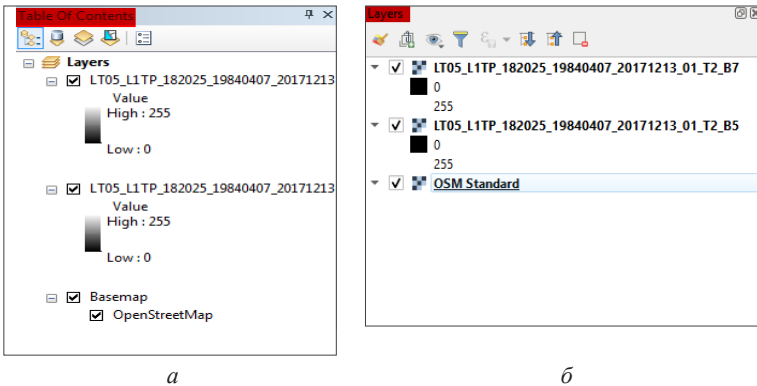 Table Of Contents
Layers
LT05_L1TP_182025_19840407_20171213
Value
High : 255
Low : 0
LT05_L1TP_182025_19840407_20171213
Value
High : 255
Low : 0
Basemap
OpenStreetMap
а
Layers
LT05_L1TP_182025_19840407_20171213_01_T2_B7
0
255
LT05_L1TP_182025_19840407_20171213_01_T2_B5
0
255
OSM Standard
б